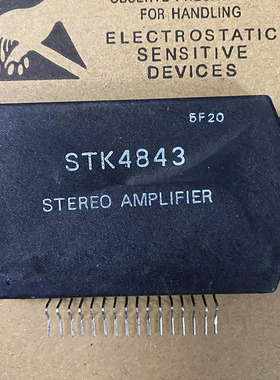 FOR HANDLING
ELECTROSTATIC
SENSITIVE
DEVICES
5F20
STK4843
STEREO AMPLIFIER